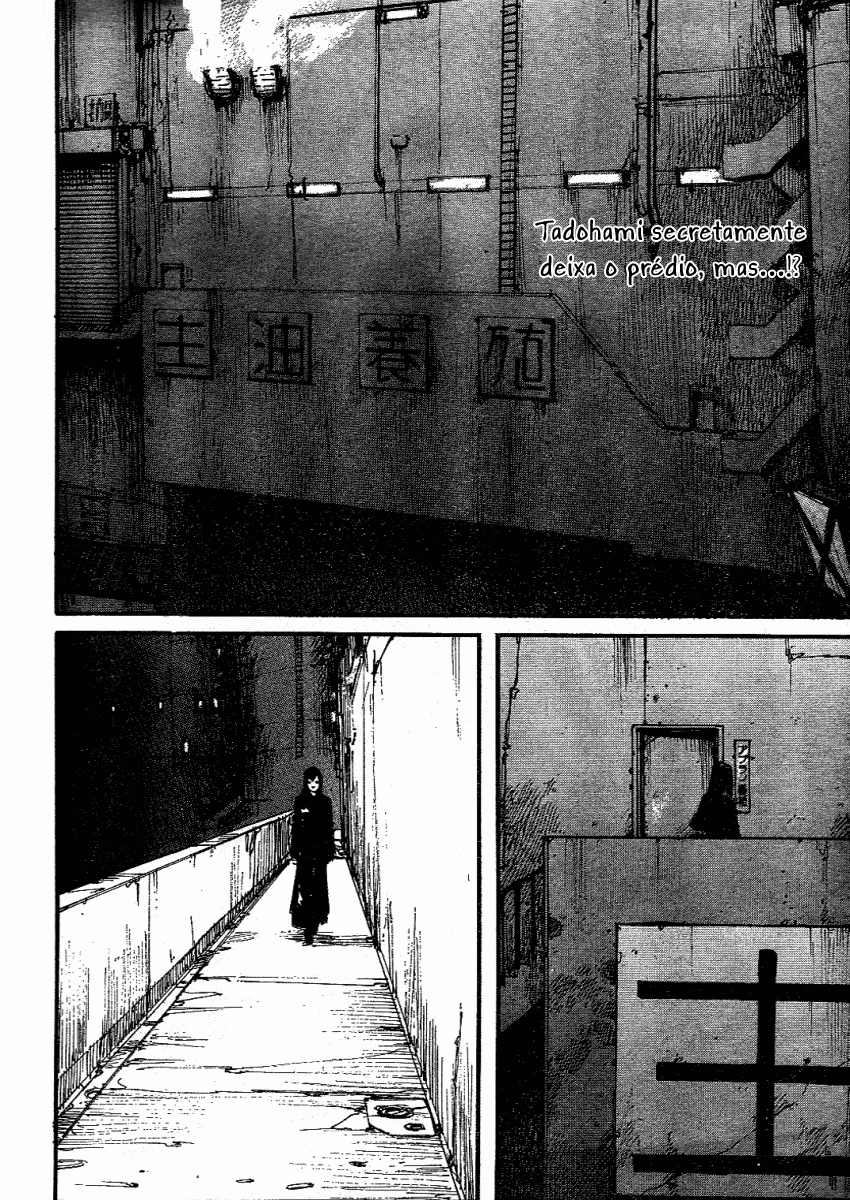 Tadohami secretamente
deixa o prédio, mas...!?
主
油
養
殖
主